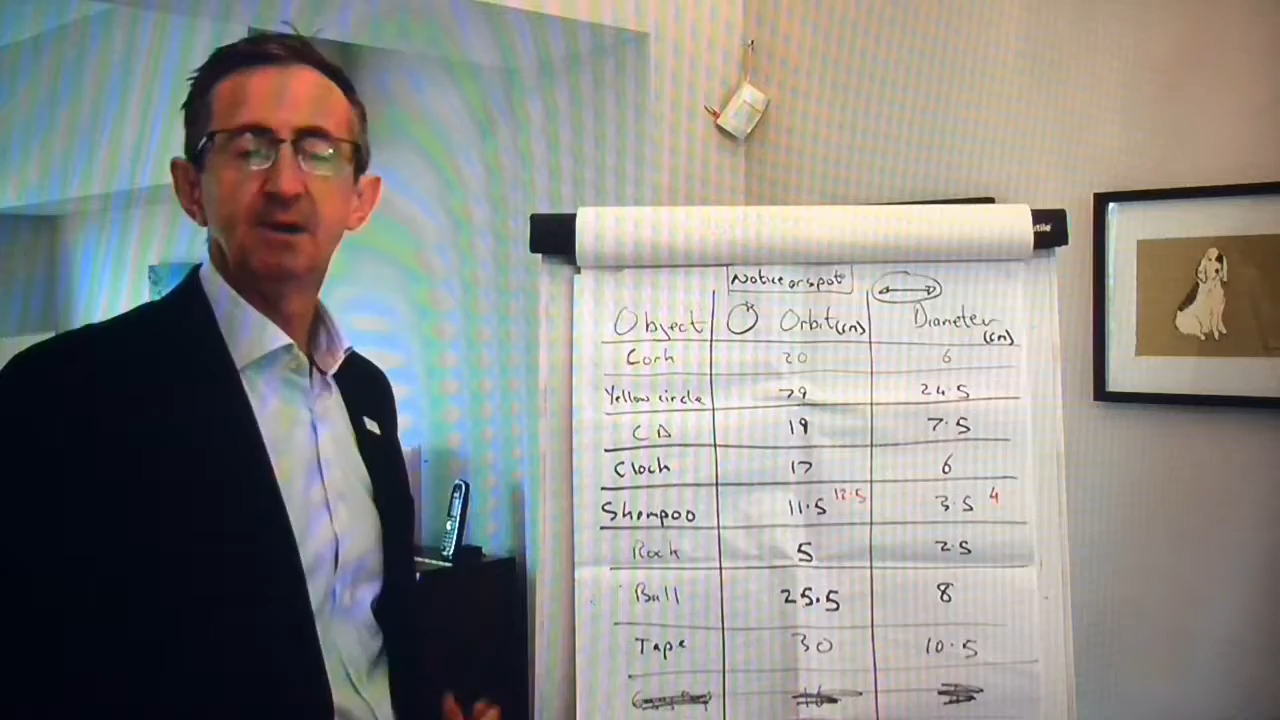 Notice or spot
Object Orbit (cm) Diameter (cm)
Cork 20 6
Yellow circle 79 24.5
CD 19 7.5
Clock 17 6
Shampoo 11.5 12.5 3.5 4
Rock 5 2.5
Ball 25.5 8
Tape 30 10.5